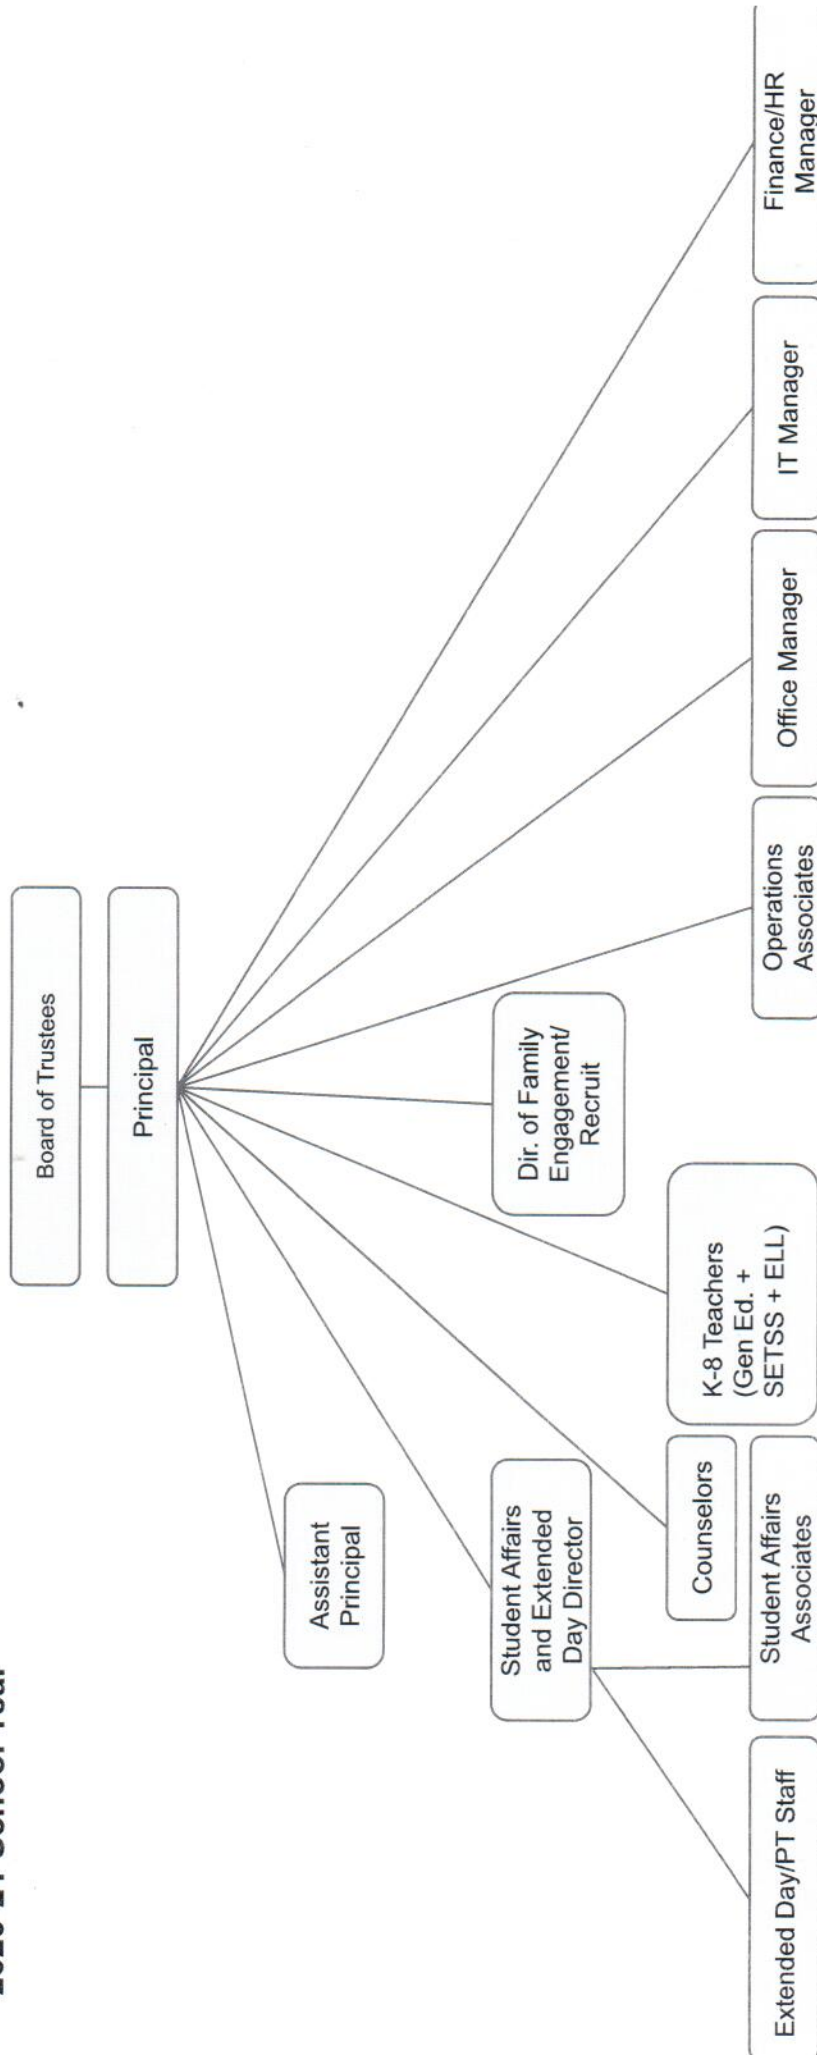 School Year
Board of Trustees
Principal
Assistant
Principal
Student Affairs
and Extended
Day Director
Dir. of Family
Engagement/
Recruit
Counselors
K-8 Teachers
(Gen Ed. +
SETSS + ELL)
Extended Day/PT Staff
Student Affairs
Associates
Operations
Associates
Office Manager
IT Manager
Finance/HR
Manager